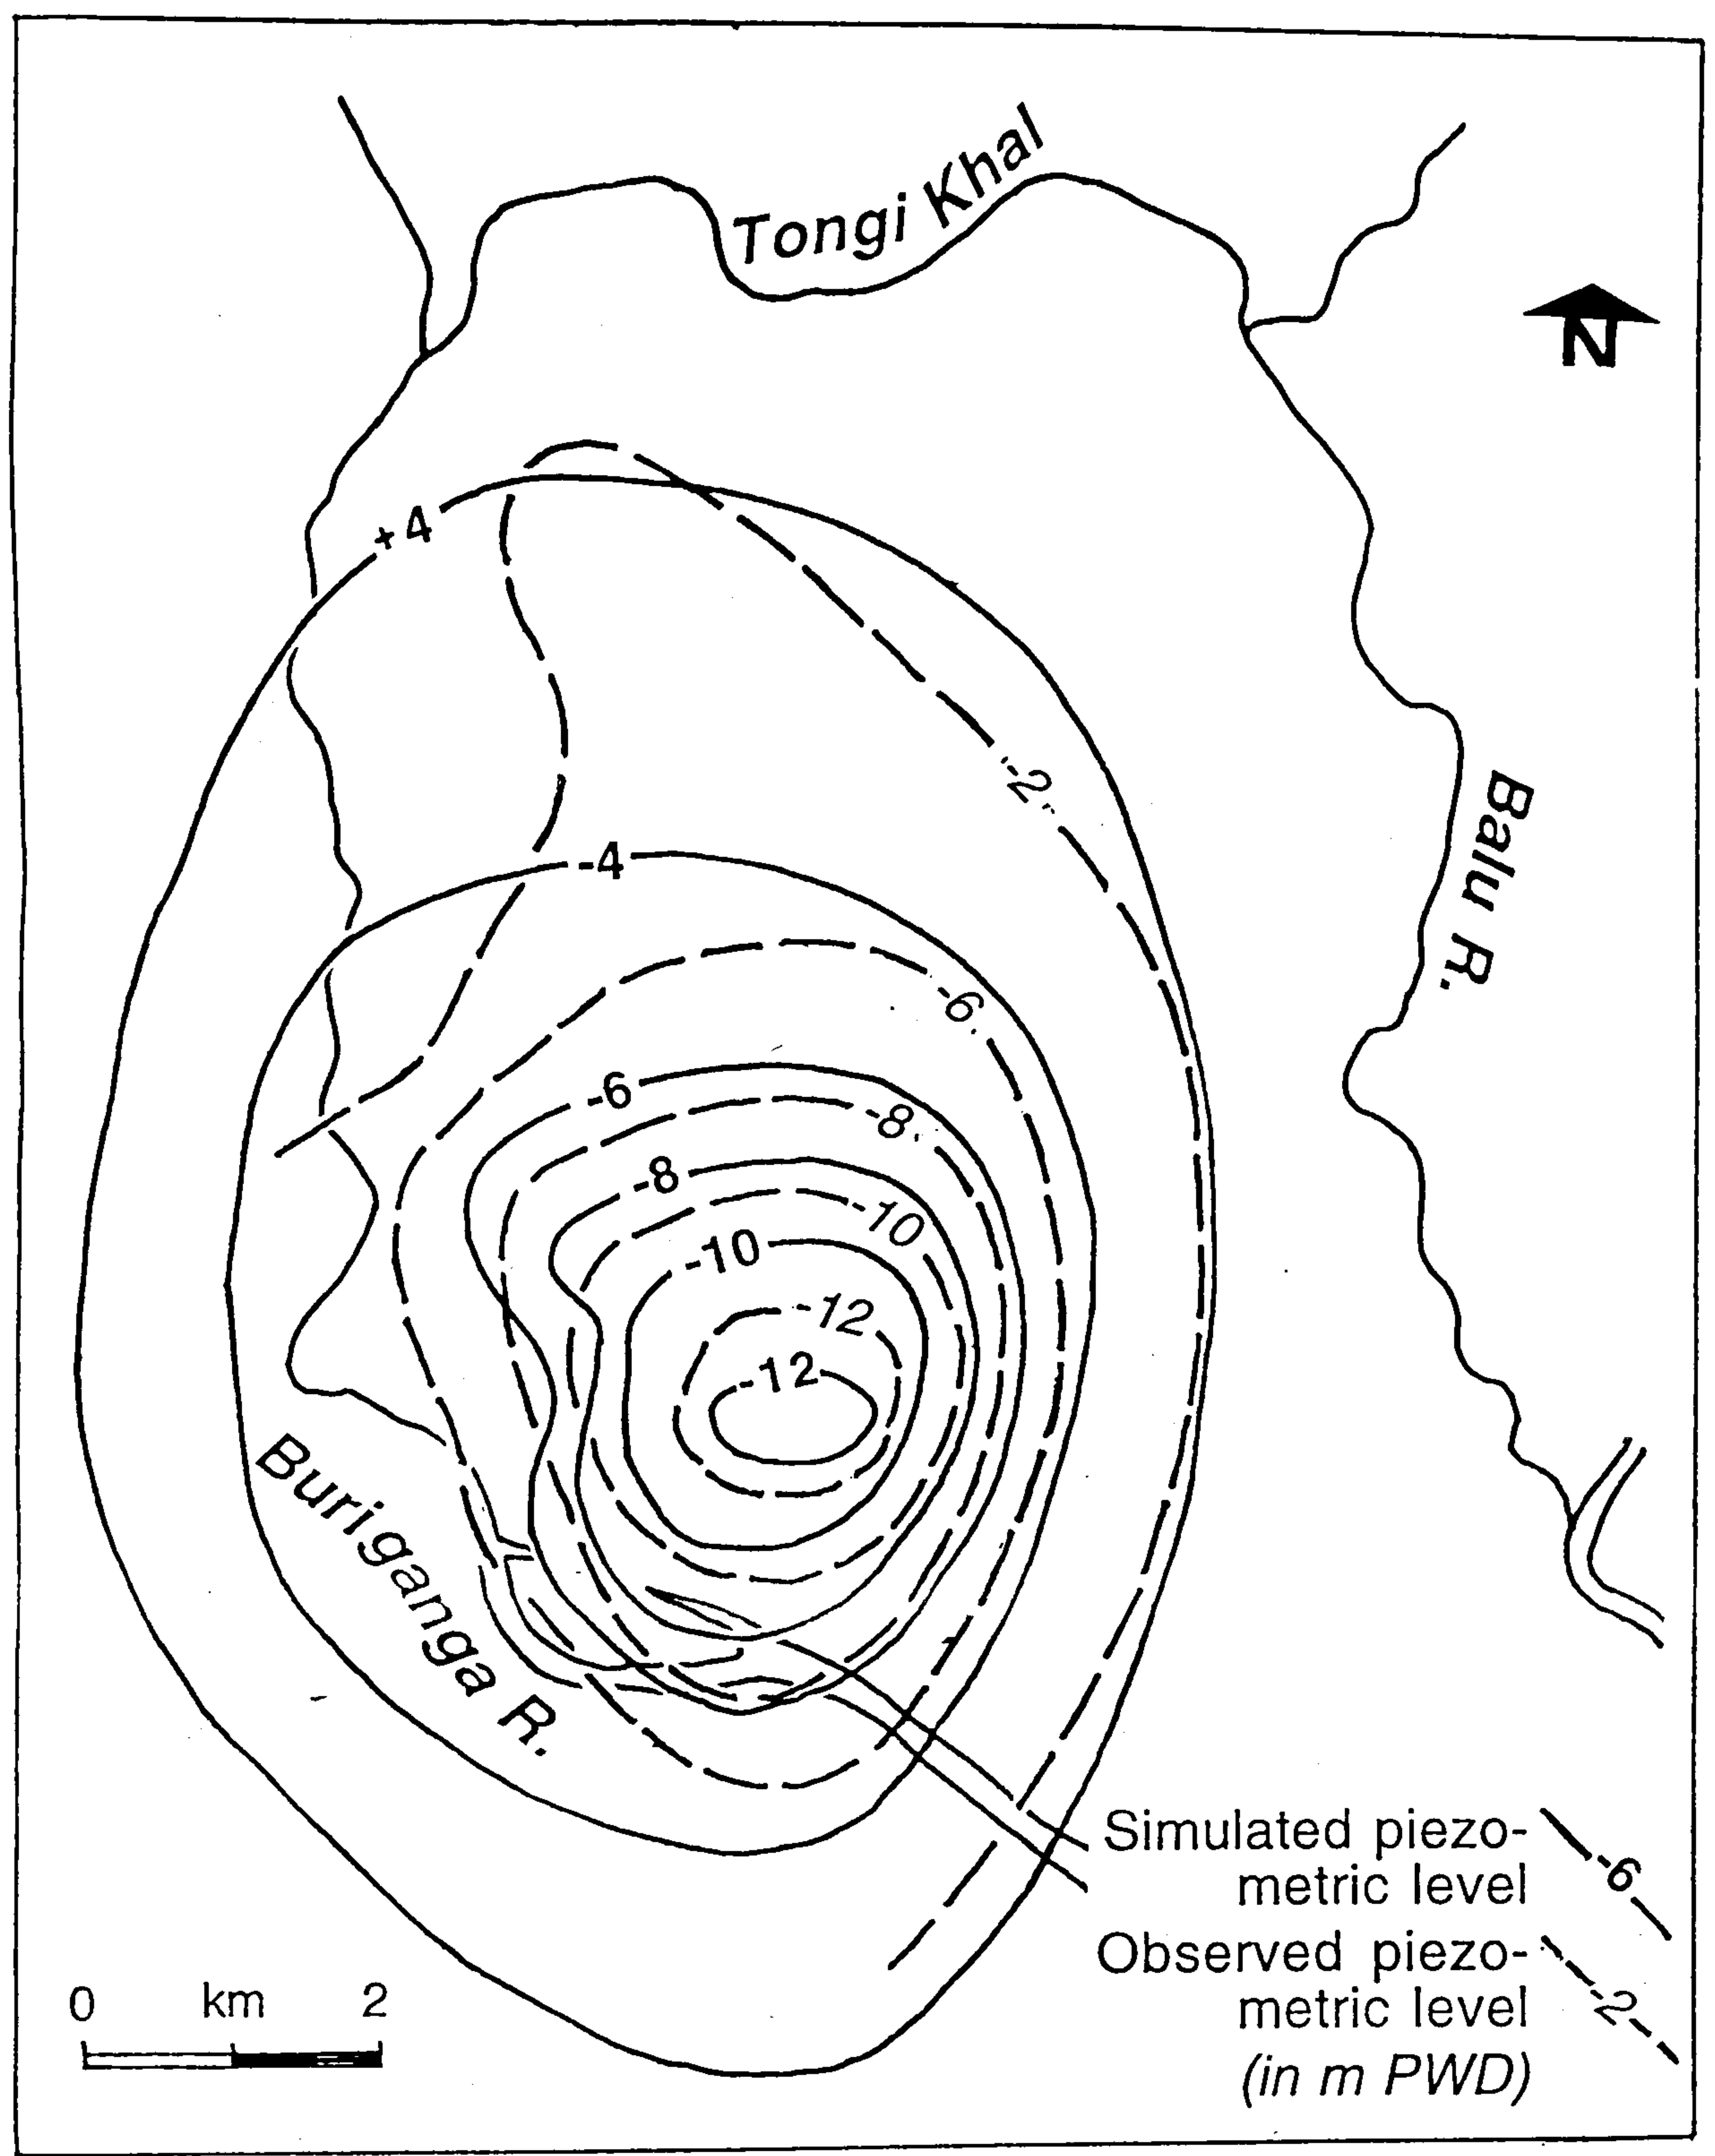 Tongi Khal
N
+4
-2
Balu R.
-4
-6
-6
-8
-8
-10
-10
-12
-12
Buriganga R.
Simulated piezo-
metric level
-6
Observed piezo-
metric level
-2
(in m PWD)
0 km 2